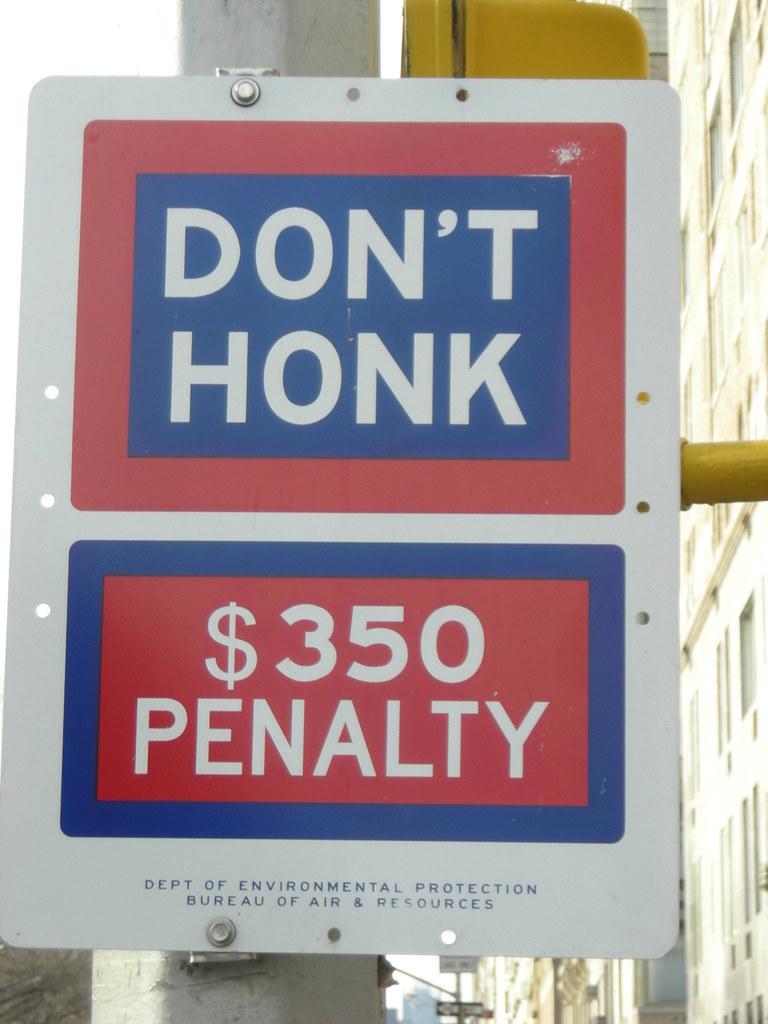 DON'T
HONK
$350
PENALTY
DEPT OF ENVIRONMENTAL PROTECTION
BUREAU OF AIR & RESOURCES